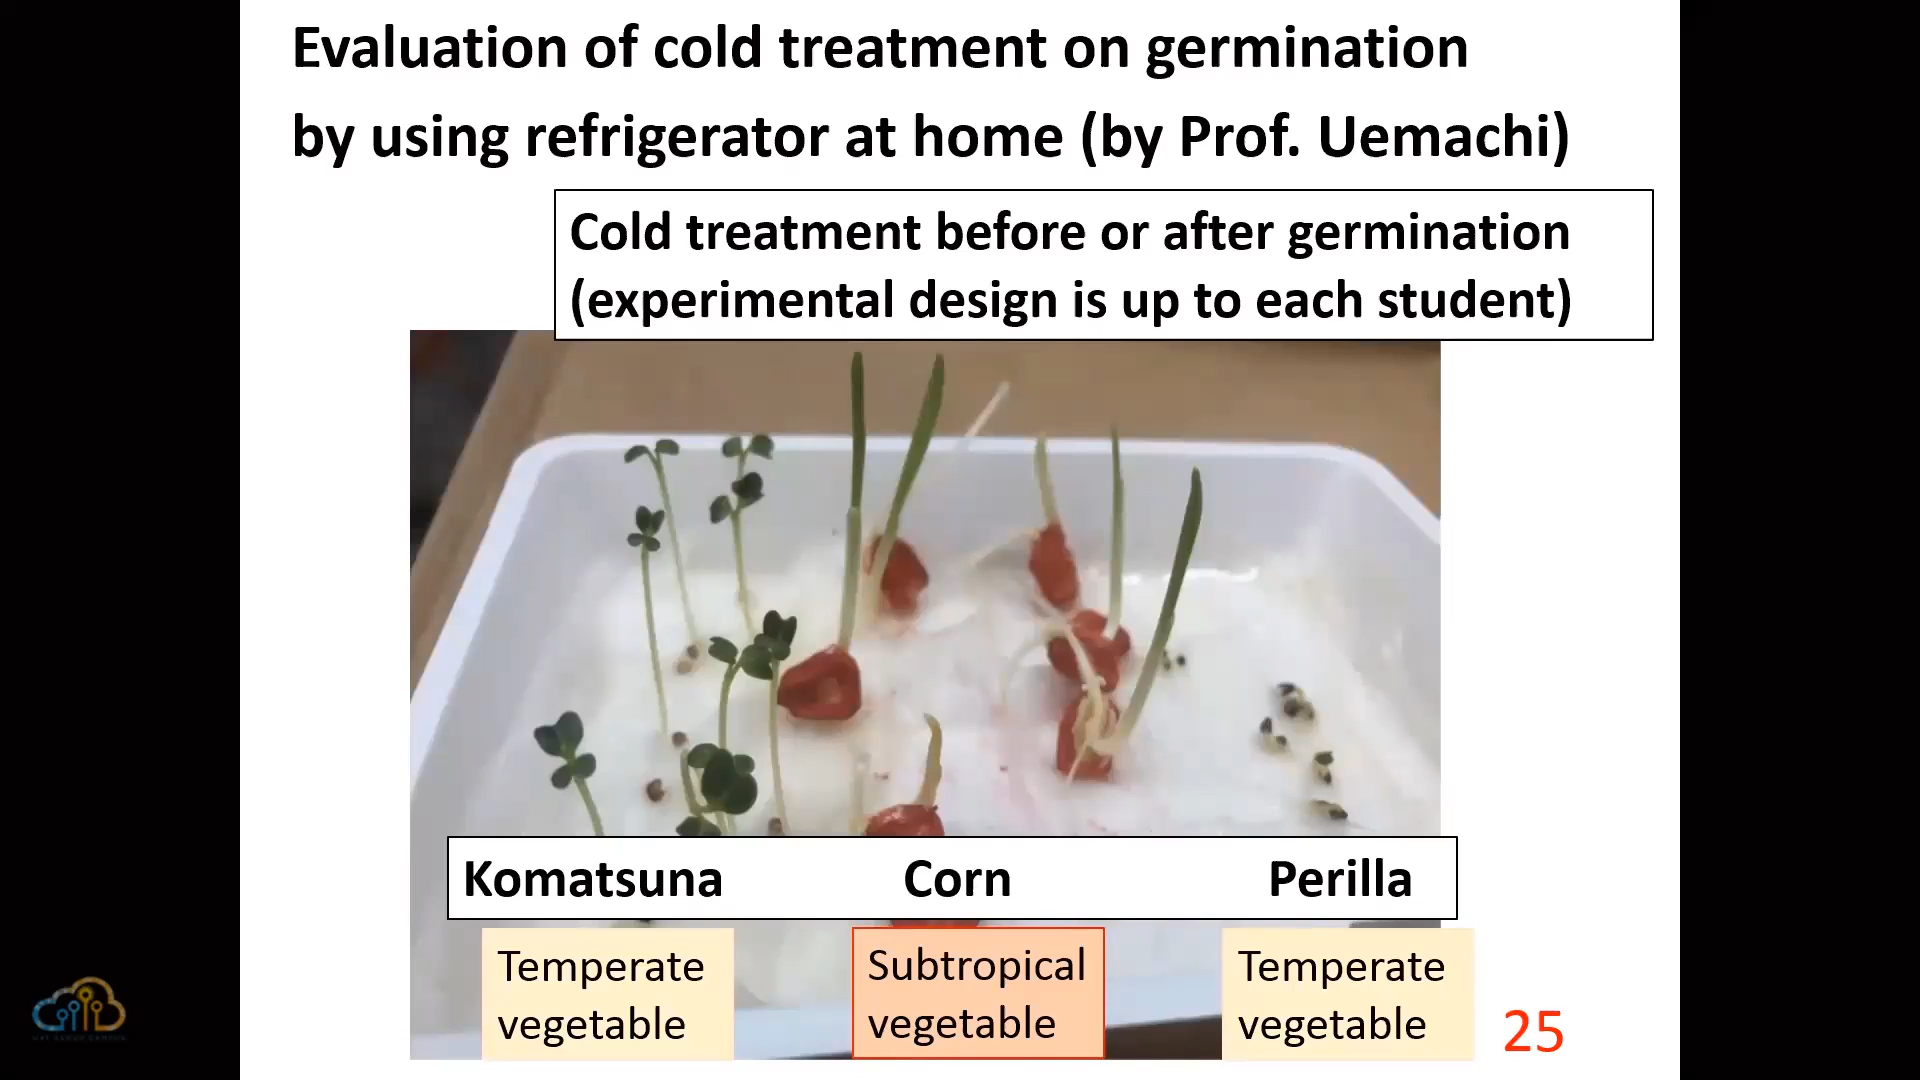 Evaluation of cold treatment on germination
by using refrigerator at home (by Prof. Uemachi)
Cold treatment before or after germination
(experimental design is up to each student)
Komatsuna Corn Perilla
Temperate
vegetable
Subtropical
vegetable
Temperate
vegetable
25